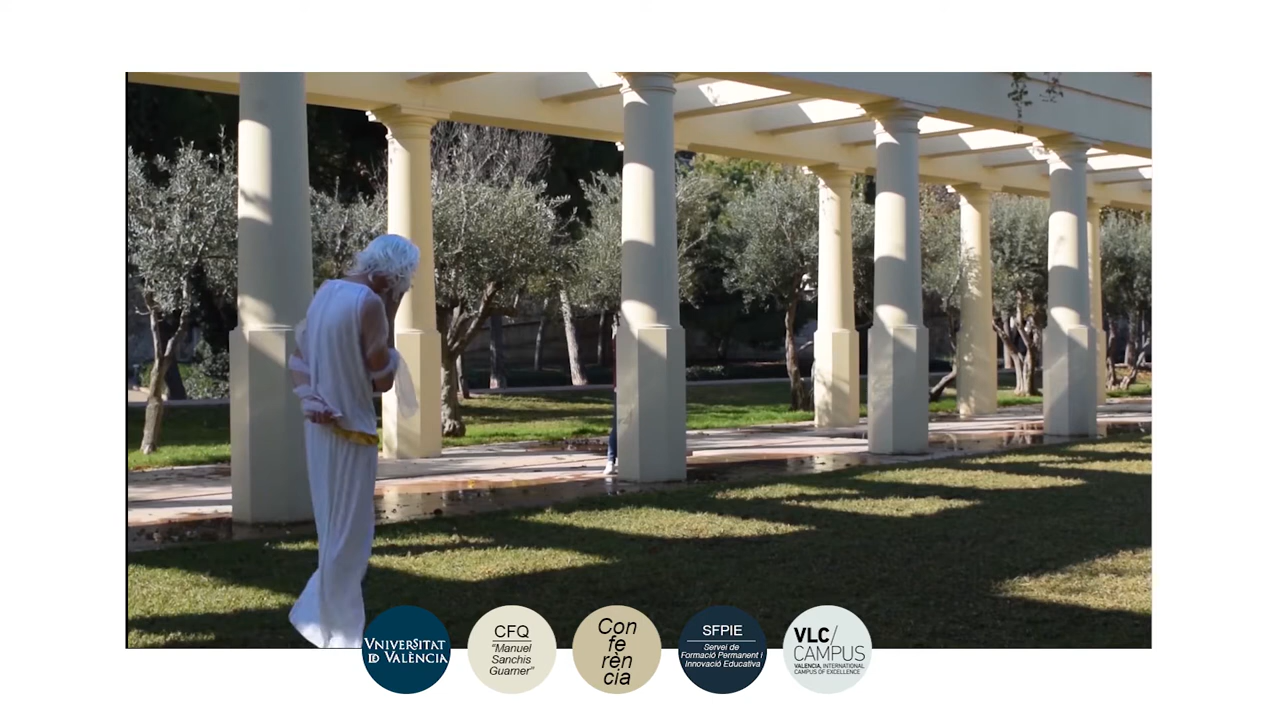 VNIVERSITAT
ID VALÈNCIA
CFQ
"Manuel
Sanchis
Guarner"
Con
fe
rèn
cia
SFPIE
Servei de
Formació Permanent i
Innovació Educativa
VLC/
CAMPUS
VALENCIA, INTERNATIONAL
CAMPUS OF EXCELLENCE